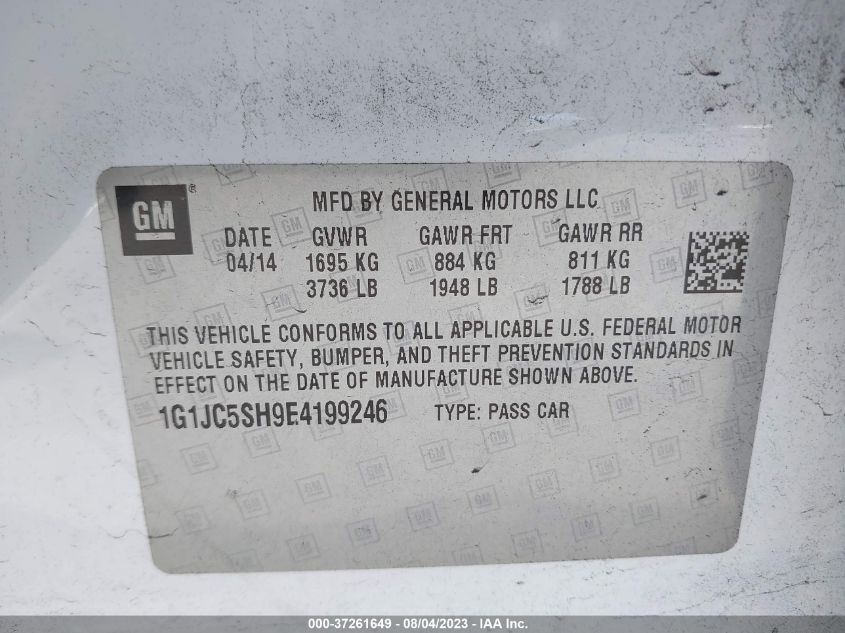 GM ®
MFD BY GENERAL MOTORS LLC
DATE GVWR GAWR FRT GAWR RR
04/14 1695 KG 884 KG 811 KG
3736 LB 1948 LB 1788 LB
THIS VEHICLE CONFORMS TO ALL APPLICABLE U.S. FEDERAL MOTOR
VEHICLE SAFETY, BUMPER, AND THEFT PREVENTION STANDARDS IN
EFFECT ON THE DATE OF MANUFACTURE SHOWN ABOVE.
1G1JC5SH9E4199246 TYPE: PASS CAR
000-37261649 - 08/04/2023 - IAA Inc.